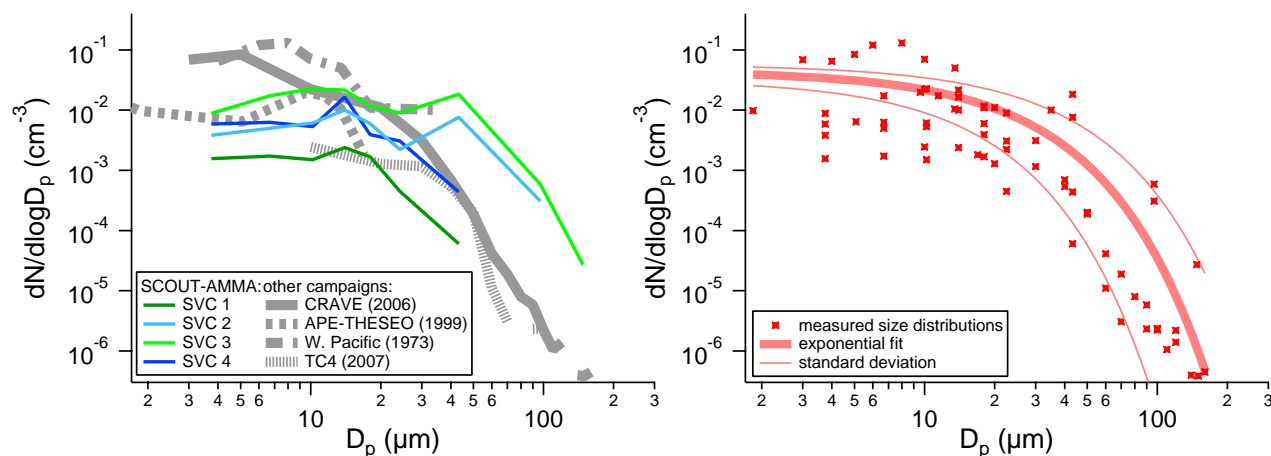 dN/dlogDp (cm-3)
10-1
10-2
10-3
10-4
10-5
10-6
SCOUT-AMMA: other campaigns:
SVC 1 CRAVE (2006)
SVC 2 APE-THESEO (1999)
SVC 3 W. Pacific (1973)
SVC 4 TC4 (2007)
2 3 4 5 6 10 2 3 4 5 6 100 2 3
Dp (µm)
dN/dlogDp (cm-3)
10-1
10-2
10-3
10-4
10-5
10-6
measured size distributions
exponential fit
standard deviation
2 3 4 5 6 10 2 3 4 5 6 100 2 3
Dp (µm)